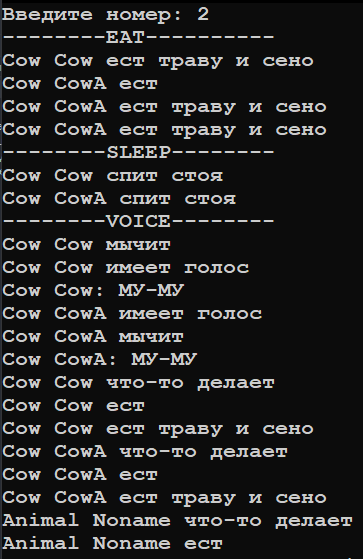 Введите номер: 2
--------EAT----------
Cow Cow ест траву и сено
Cow CowA ест
Cow CowA ест траву и сено
Cow CowA ест траву и сено
--------SLEEP--------
Cow Cow спит стоя
Cow CowA спит стоя
--------VOICE--------
Cow Cow мычит
Cow Cow имеет голос
Cow Cow: МУ-МУ
Cow CowA имеет голос
Cow CowA мычит
Cow CowA: МУ-МУ
Cow Cow что-то делает
Cow Cow ест
Cow Cow ест траву и сено
Cow CowA что-то делает
Cow CowA ест
Cow CowA ест траву и сено
Animal Noname что-то делает
Animal Noname ест